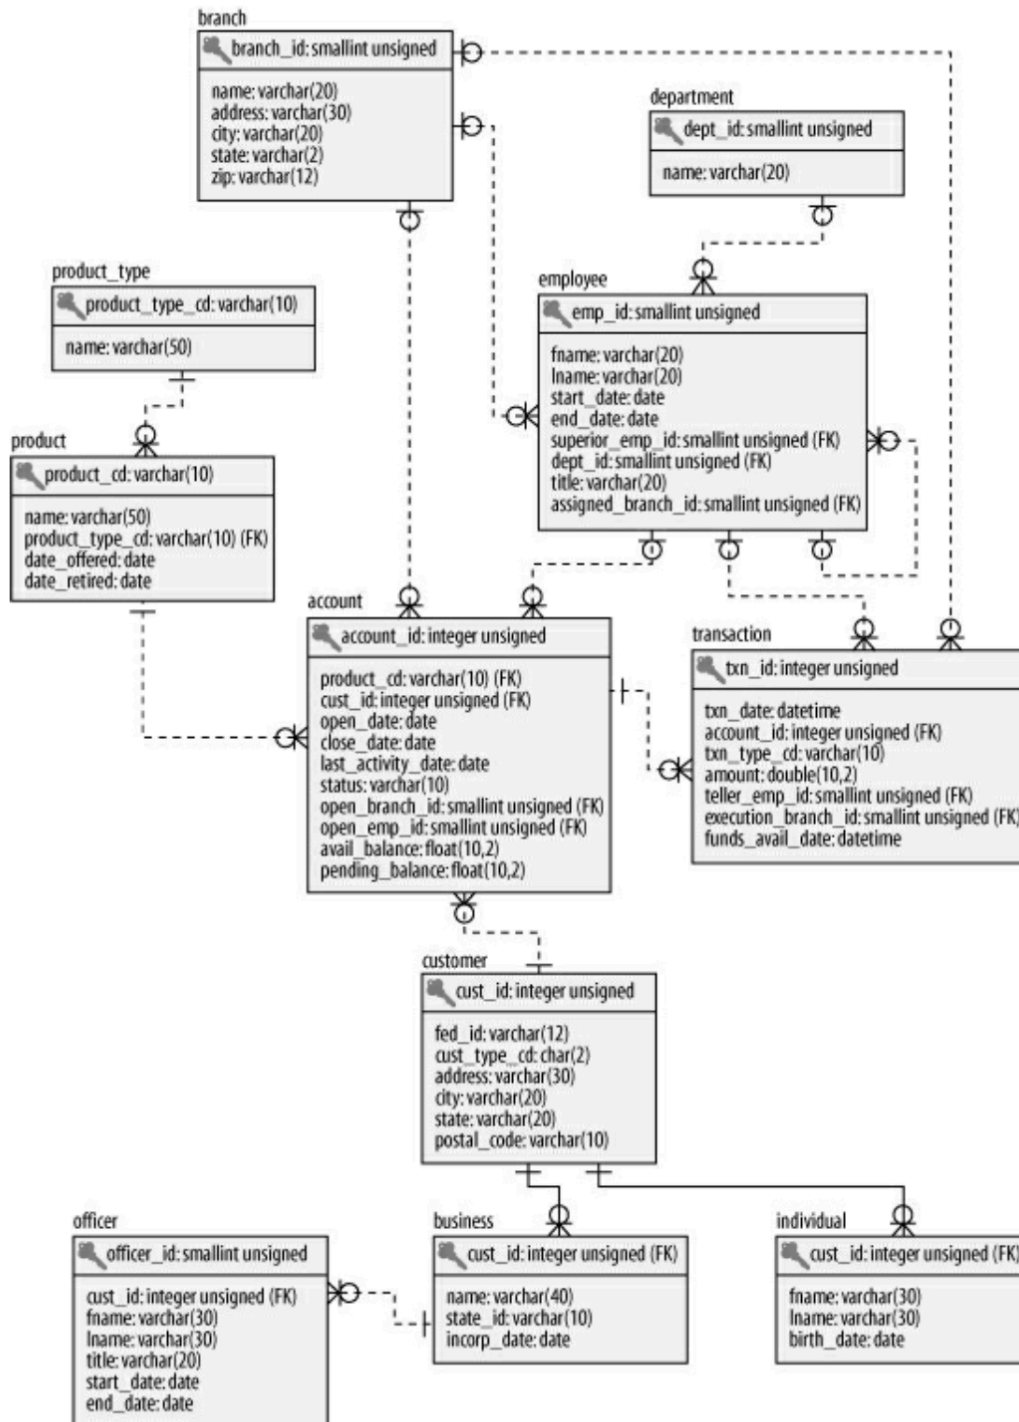 branch
branch_id: smallint unsigned
name: varchar(20)
address: varchar(30)
city: varchar(20)
state: varchar(2)
zip: varchar(12)
department
dept_id: smallint unsigned
name: varchar(20)
product_type
product_type_cd: varchar(10)
name: varchar(50)
employee
emp_id: smallint unsigned
fname: varchar(20)
lname: varchar(20)
start_date: date
end_date: date
superior_emp_id: smallint unsigned (FK)
dept_id: smallint unsigned (FK)
title: varchar(20)
assigned_branch_id: smallint unsigned (FK)
product
product_cd: varchar(10)
name: varchar(50)
product_type_cd: varchar(10) (FK)
date_offered: date
date_retired: date
account
account_id: integer unsigned
product_cd: varchar(10) (FK)
cust_id: integer unsigned (FK)
open_date: date
close_date: date
last_activity_date: date
status: varchar(10)
open_branch_id: smallint unsigned (FK)
open_emp_id: smallint unsigned (FK)
avail_balance: float(10,2)
pending_balance: float(10,2)
transaction
txn_id: integer unsigned
txn_date: datetime
account_id: integer unsigned (FK)
txn_type_cd: varchar(10)
amount: double(10,2)
teller_emp_id: smallint unsigned (FK)
execution_branch_id: smallint unsigned (FK)
funds_avail_date: datetime
customer
cust_id: integer unsigned
fed_id: varchar(12)
cust_type_cd: char(2)
address: varchar(30)
city: varchar(20)
state: varchar(20)
postal_code: varchar(10)
officer
officer_id: smallint unsigned
cust_id: integer unsigned (FK)
fname: varchar(30)
lname: varchar(30)
title: varchar(20)
start_date: date
end_date: date
business
cust_id: integer unsigned (FK)
name: varchar(40)
state_id: varchar(10)
incorp_date: date
individual
cust_id: integer unsigned (FK)
fname: varchar(30)
lname: varchar(30)
birth_date: date